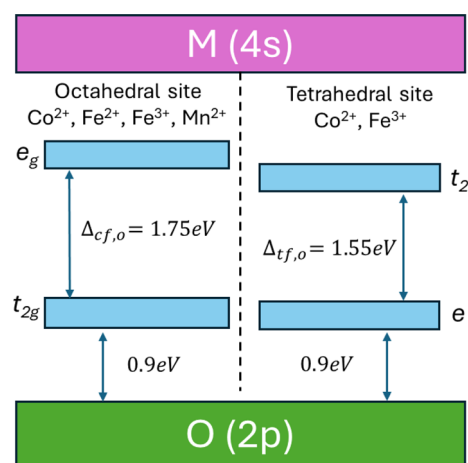 M (4s)
Octahedral site
Co²⁺, Fe²⁺, Fe³⁺, Mn²⁺
Tetrahedral site
Co²⁺, Fe³⁺
e_g
t_2
Δ_cf,o = 1.75eV
Δ_tf,o = 1.55eV
t_2g
e
0.9eV
0.9eV
O (2p)